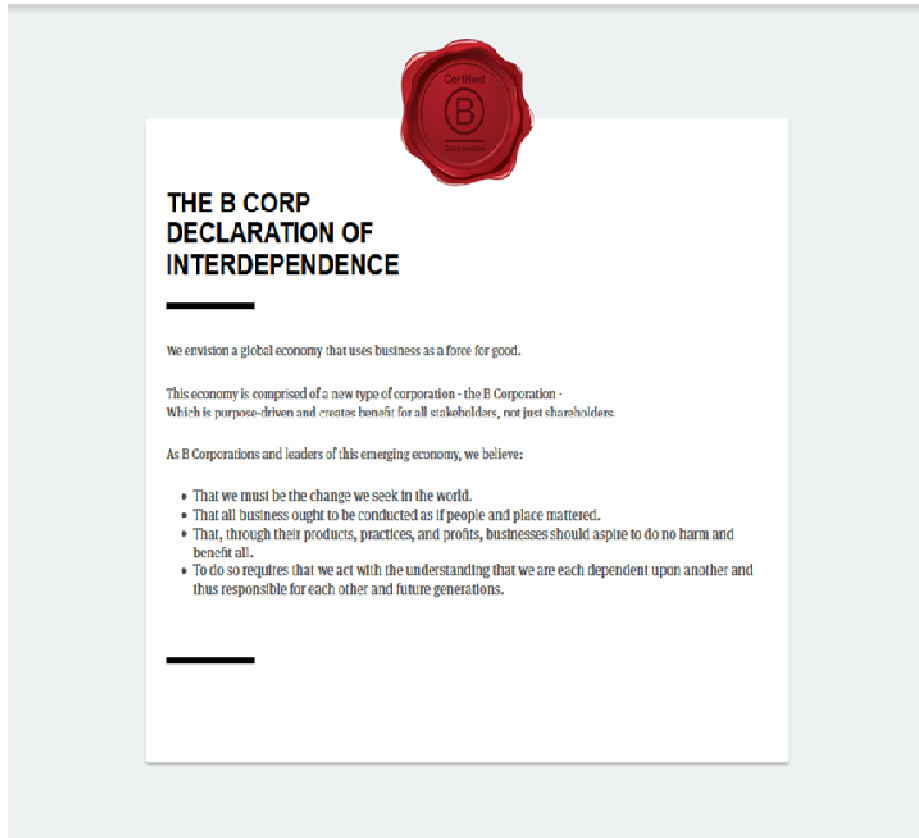 Certified
B
Corporation
THE B CORP
DECLARATION OF
INTERDEPENDENCE
We envision a global economy that uses business as a force for good.
This economy is comprised of a new type of corporation - the B Corporation -
Which is purpose-driven and creates benefit for all stakeholders, not just shareholders.
As B Corporations and leaders of this emerging economy, we believe:
• That we must be the change we seek in the world.
• That all business ought to be conducted as if people and place mattered.
• That, through their products, practices, and profits, businesses should aspire to do no harm and
benefit all.
• To do so requires that we act with the understanding that we are each dependent upon another and
thus responsible for each other and future generations.